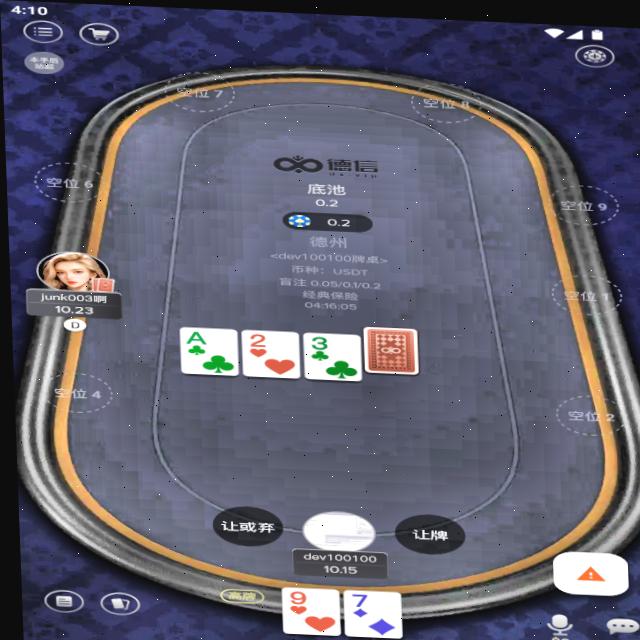 4:10
空位 7
空位 8
空位 6
空位 9
德信
DX VIP
底池
0.2
0.2
德州
<dev100100牌桌>
币种： USDT
盲注 0.05/0.1/0.2
经典保险
04:16:05
空位 1
junk003啊
10.23
D
A
2
3
空位 4
空位 2
让或弃
让牌
dev100100
10.15
高牌
9
7